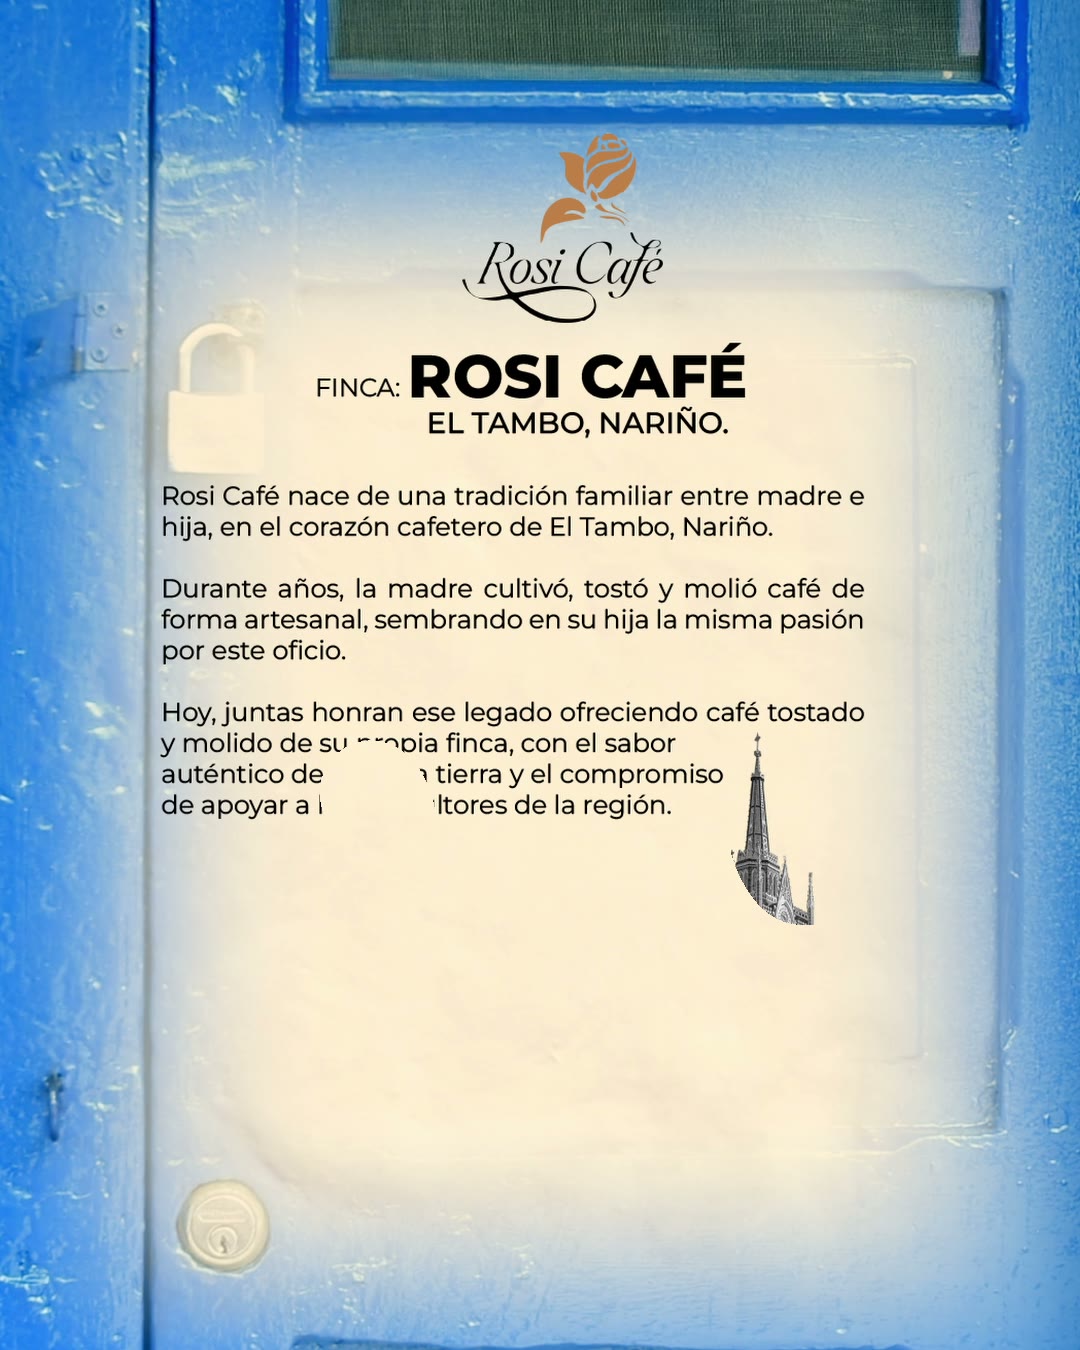 Rosi Café
FINCA: ROSI CAFÉ
EL TAMBO, NARIÑO.
Rosi Café nace de una tradición familiar entre madre e
hija, en el corazón cafetero de El Tambo, Nariño.
Durante años, la madre cultivó, tostó y molió café de
forma artesanal, sembrando en su hija la misma pasión
por este oficio.
Hoy, juntas honran ese legado ofreciendo café tostado
y molido de su propia finca, con el sabor
auténtico de tierra y el compromiso
de apoyar a de la región.